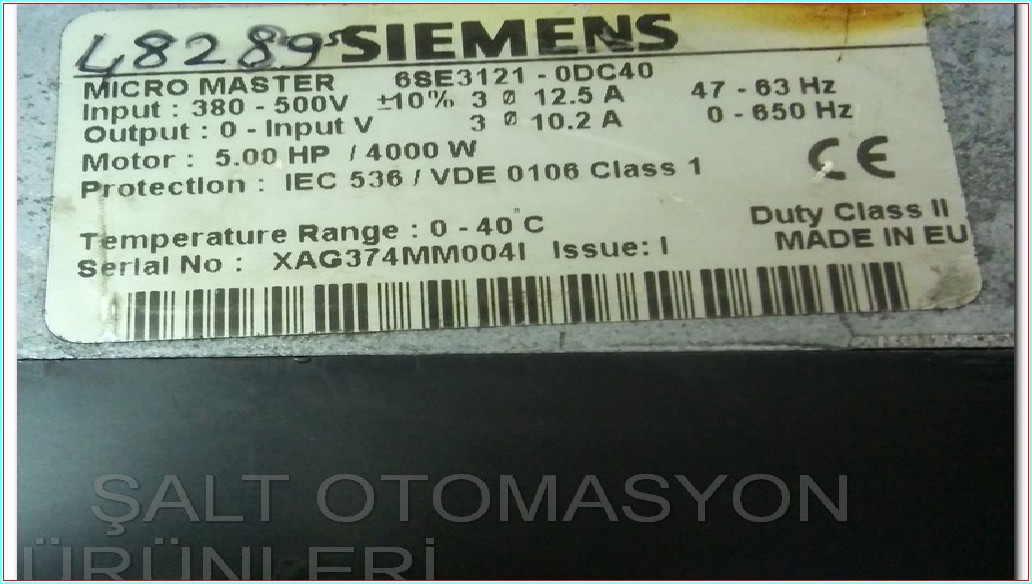 48289 SIEMENS
MICRO MASTER 6SE3121 - 0DC40
Input : 380 - 500V ±10% 3 Ø 12.5 A 47 - 63 Hz
Output : 0 - Input V 3 Ø 10.2 A 0 - 650 Hz
Motor : 5.00 HP / 4000 W
Protection : IEC 536 / VDE 0106 Class 1 CE
Temperature Range : 0 - 40°C Duty Class II
Serial No : XAG374MM004I Issue: I MADE IN EU
ŞALT OTOMASYON
ÜRÜNLERİ